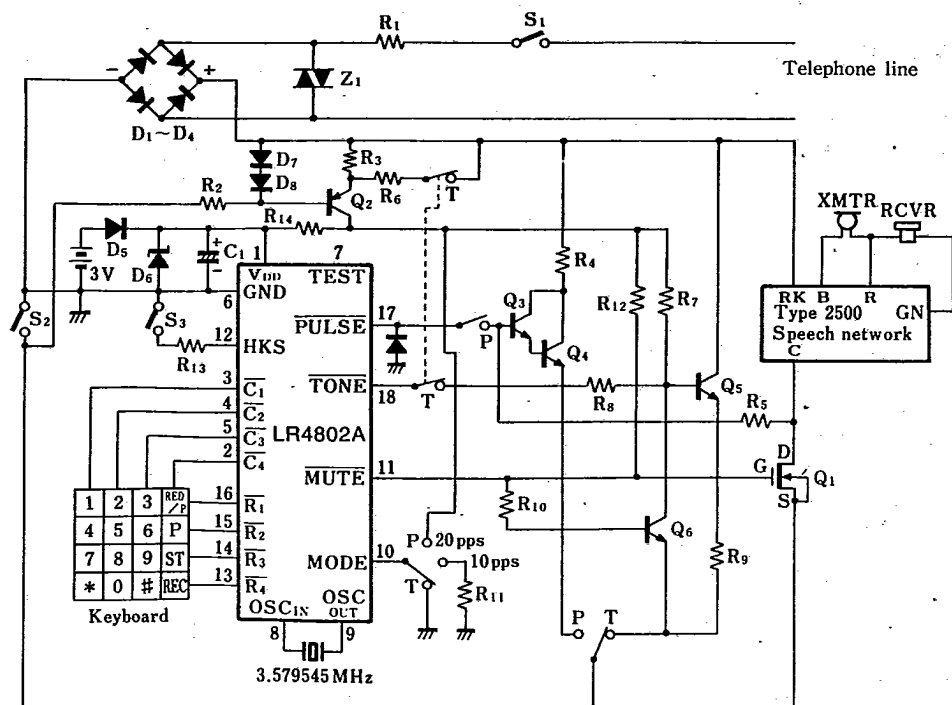 R1
S1
Telephone line
− +
Z1
D1~D4
D7
D8
R3
R6
T
R2
Q2
XMTR
RCVR
R14
D5
+
−
C1
3V
D6
1
7
VDD
TEST
R4
R12
R7
RK B R
GN
Type 2500
Speech network
C
6
GND
S2
S3
PULSE
17
P
Q3
Q4
12
HKS
R13
3
C1
TONE
18
T
R8
Q5
R5
4
C2
5
C3
LR4802A
2
C4
MUTE
11
D
G
Q1
S
R10
Q6
1 2 3 RED/P
16
R1
4 5 6 P
15
R2
7 8 9 ST
14
R3
* 0 # REC
13
R4
Keyboard
MODE
10
P
20pps
10pps
T
R11
R9
OSCIN
OSC
OUT
8
9
3.579545 MHz
P T